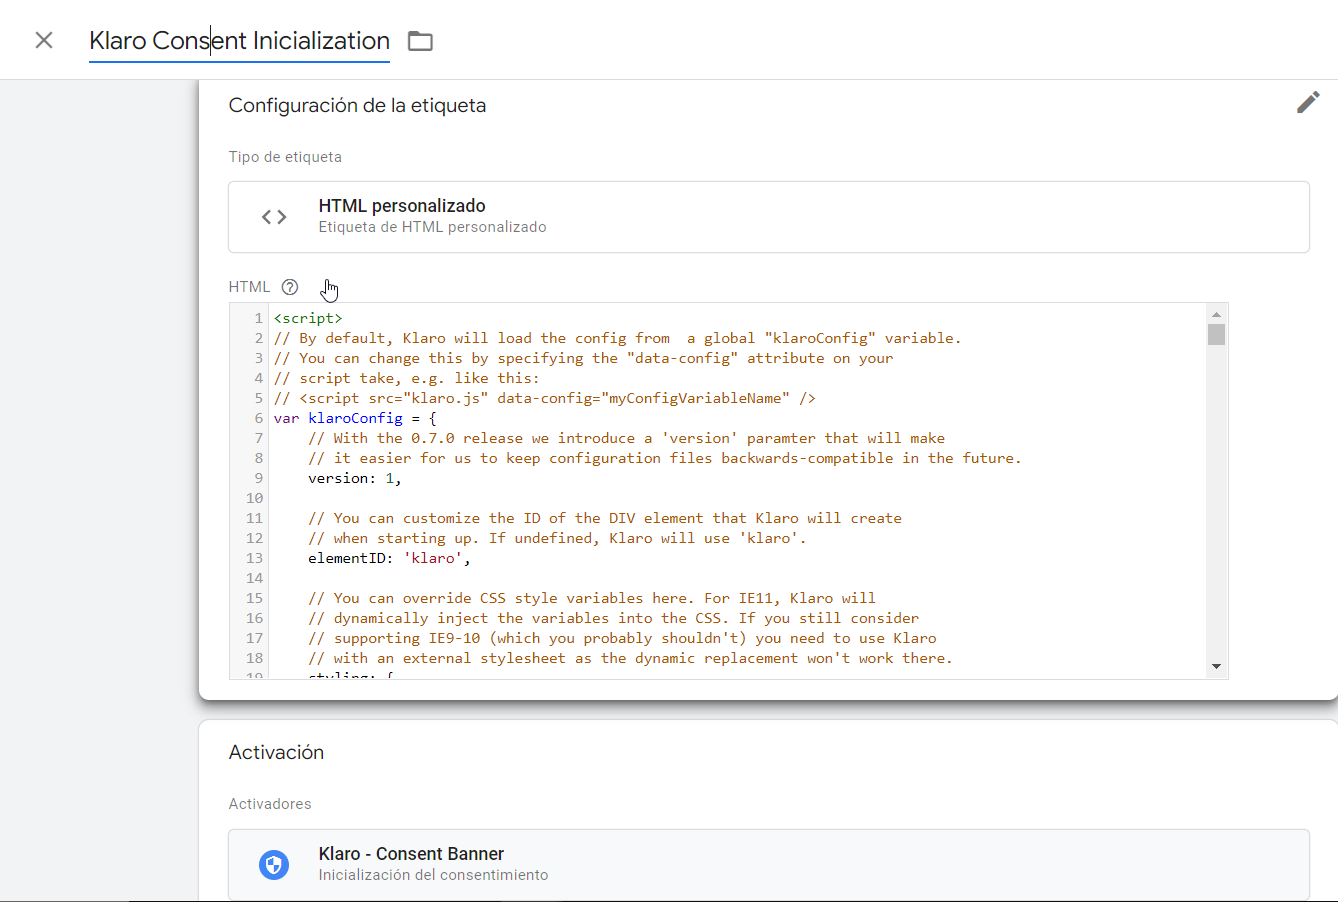 Klaro Consent Inicialization
Configuración de la etiqueta
Tipo de etiqueta
HTML personalizado
Etiqueta de HTML personalizado
HTML
1 <script>
2 // By default, Klaro will load the config from  a global "klaroConfig" variable.
3 // You can change this by specifying the "data-config" attribute on your
4 // script take, e.g. like this:
5 // <script src="klaro.js" data-config="myConfigVariableName" />
6 var klaroConfig = {
7     // With the 0.7.0 release we introduce a 'version' paramter that will make
8     // it easier for us to keep configuration files backwards-compatible in the future.
9     version: 1,
10
11     // You can customize the ID of the DIV element that Klaro will create
12     // when starting up. If undefined, Klaro will use 'klaro'.
13     elementID: 'klaro',
14
15     // You can override CSS style variables here. For IE11, Klaro will
16     // dynamically inject the variables into the CSS. If you still consider
17     // supporting IE9-10 (which you probably shouldn't) you need to use Klaro
18     // with an external stylesheet as the dynamic replacement won't work there.
19     styling: {
Activación
Activadores
Klaro - Consent Banner
Inicialización del consentimiento